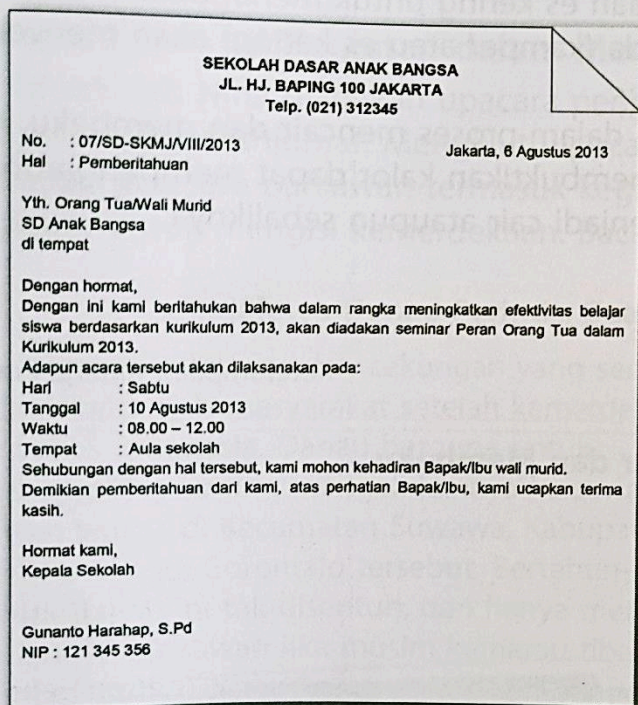 SEKOLAH DASAR ANAK BANGSA
JL. HJ. BAPING 100 JAKARTA
Telp. (021) 312345
No. : 07/SD-SKMJ/VIII/2013
Jakarta, 6 Agustus 2013
Hal : Pemberitahuan
Yth. Orang Tua/Wali Murid
SD Anak Bangsa
di tempat
Dengan hormat,
Dengan ini kami beritahukan bahwa dalam rangka meningkatkan efektivitas belajar
siswa berdasarkan kurikulum 2013, akan diadakan seminar Peran Orang Tua dalam
Kurikulum 2013.
Adapun acara tersebut akan dilaksanakan pada:
Hari : Sabtu
Tanggal : 10 Agustus 2013
Waktu : 08.00 – 12.00
Tempat : Aula sekolah
Sehubungan dengan hal tersebut, kami mohon kehadiran Bapak/Ibu wali murid.
Demikian pemberitahuan dari kami, atas perhatian Bapak/Ibu, kami ucapkan terima
kasih.
Hormat kami,
Kepala Sekolah
Gunanto Harahap, S.Pd
NIP : 121 345 356